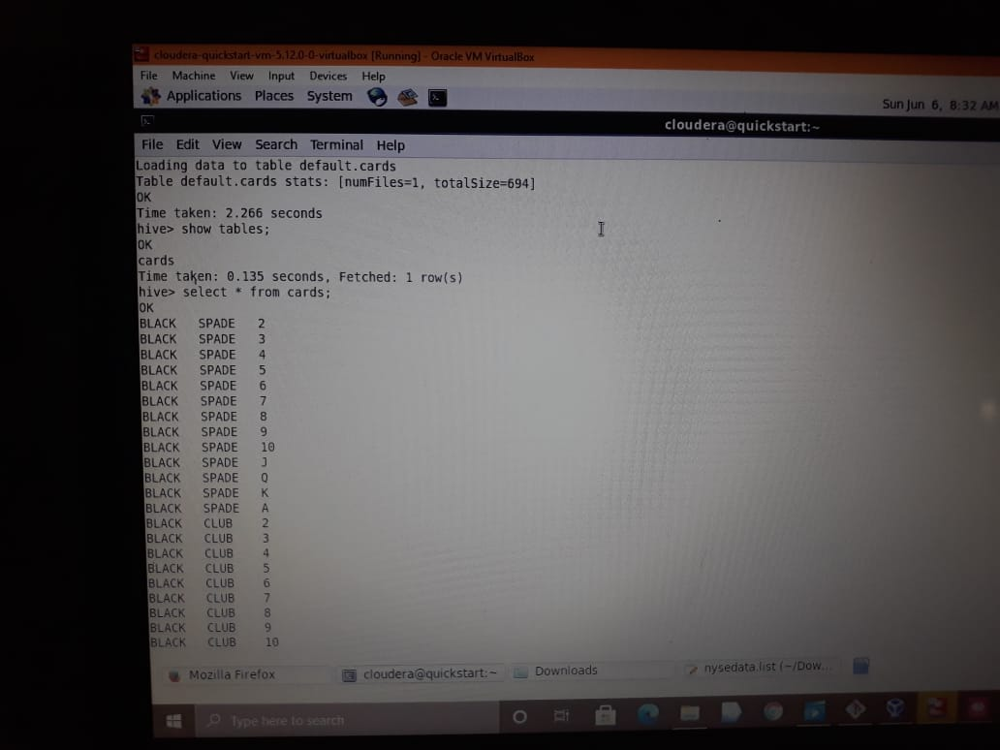 cloudera-quickstart-vm-5.12.0-0-virtualbox [Running] - Oracle VM VirtualBox
File Machine View Input Devices Help
Applications Places System
Sun Jun 6, 8:32 AM
cloudera@quickstart:~
File Edit View Search Terminal Help
Loading data to table default.cards
Table default.cards stats: [numFiles=1, totalSize=694]
OK
Time taken: 2.266 seconds
hive> show tables;
OK
cards
Time taken: 0.135 seconds, Fetched: 1 row(s)
hive> select * from cards;
OK
BLACK SPADE 2
BLACK SPADE 3
BLACK SPADE 4
BLACK SPADE 5
BLACK SPADE 6
BLACK SPADE 7
BLACK SPADE 8
BLACK SPADE 9
BLACK SPADE 10
BLACK SPADE J
BLACK SPADE Q
BLACK SPADE K
BLACK SPADE A
BLACK CLUB 2
BLACK CLUB 3
BLACK CLUB 4
BLACK CLUB 5
BLACK CLUB 6
BLACK CLUB 7
BLACK CLUB 8
BLACK CLUB 9
BLACK CLUB 10
Mozilla Firefox cloudera@quickstart:~ Downloads nysedata.list (~/Dow...
Type here to search